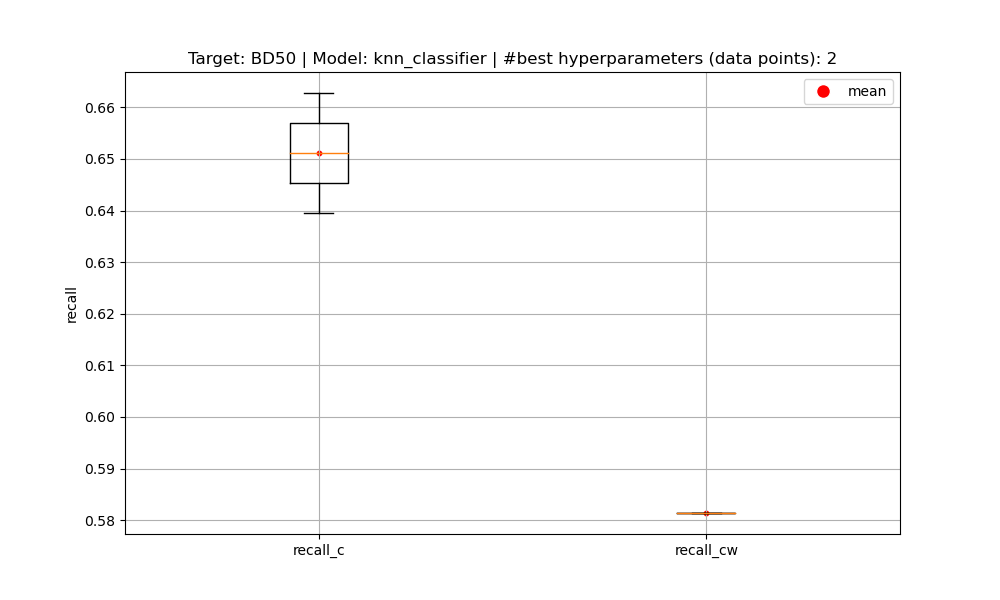 Target: BD50 | Model: knn_classifier | #best hyperparameters (data points): 2
mean
0.66
0.65
0.64
0.63
0.62
0.61
0.60
0.59
0.58
recall
recall_c
recall_cw